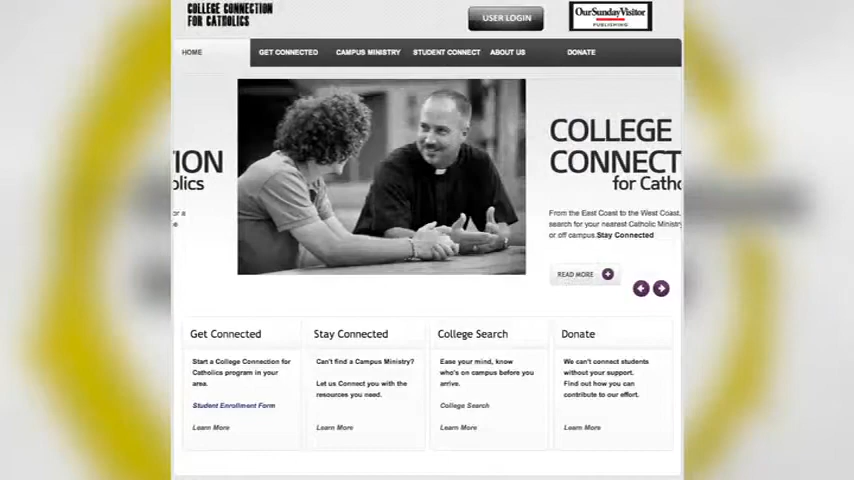 COLLEGE CONNECTION
FOR CATHOLICS
USER LOGIN
OurSundayVisitor
PUBLISHING
HOME
GET CONNECTED
CAMPUS MINISTRY
STUDENT CONNECT
ABOUT US
DONATE
TION
olics
or a
COLLEGE
CONNECT
for Catho
From the East Coast to the West Coast,
search for your nearest Catholic Ministry
or off campus.Stay Connected
READ MORE
Get Connected
Start a College Connection for
Catholics program in your
area.
Student Enrollment Form
Learn More
Stay Connected
Can't find a Campus Ministry?
Let us Connect you with the
resources you need.
Learn More
College Search
Ease your mind, know
who's on campus before you
arrive.
College Search
Learn More
Donate
We can't connect students
without your support.
Find out how you can
contribute to our effort.
Learn More